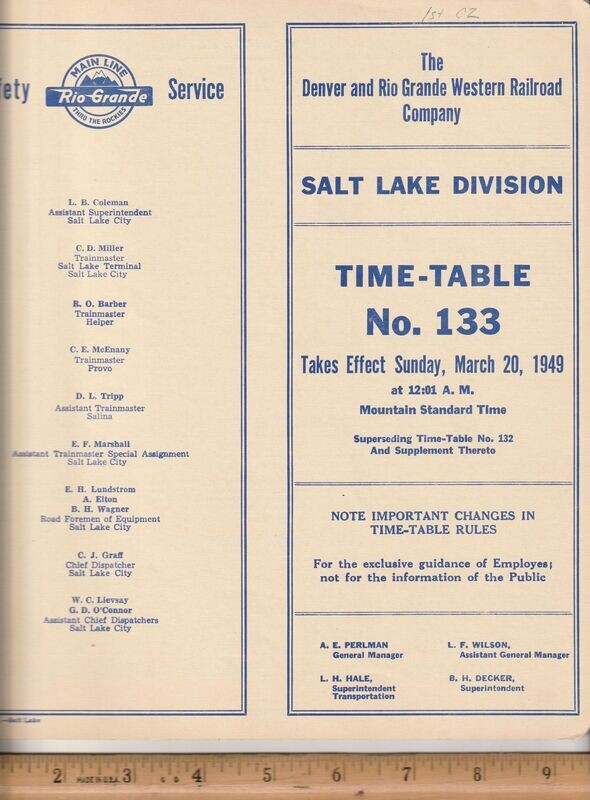 1st CZ
MAIN LINE
Rio Grande
THRU THE ROCKIES
Service
L. B. Coleman
Assistant Superintendent
Salt Lake City
C. D. Miller
Trainmaster
Salt Lake Terminal
Salt Lake City
R. O. Barber
Trainmaster
Helper
C. E. McEnany
Trainmaster
Provo
D. L. Tripp
Assistant Trainmaster
Salina
E. F. Marshall
Assistant Trainmaster Special Assignment
Salt Lake City
E. H. Lundstrom
A. Elton
B. H. Wagner
Road Foremen of Equipment
Salt Lake City
C. J. Graff
Chief Dispatcher
Salt Lake City
W. C. Lievsay
G. D. O'Connor
Assistant Chief Dispatchers
Salt Lake City
Salt Lake
The
Denver and Rio Grande Western Railroad
Company
SALT LAKE DIVISION
TIME-TABLE
No. 133
Takes Effect Sunday, March 20, 1949
at 12:01 A. M.
Mountain Standard Time
Superseding Time-Table No. 132
And Supplement Thereto
NOTE IMPORTANT CHANGES IN
TIME-TABLE RULES
For the exclusive guidance of Employes;
not for the information of the Public
A. E. PERLMAN
General Manager
L. F. WILSON,
Assistant General Manager
L. H. HALE,
Superintendent
Transportation
B. H. DECKER,
Superintendent
2 MADE IN U.S.A. 3 C. G. 4 5 6 7 8 9